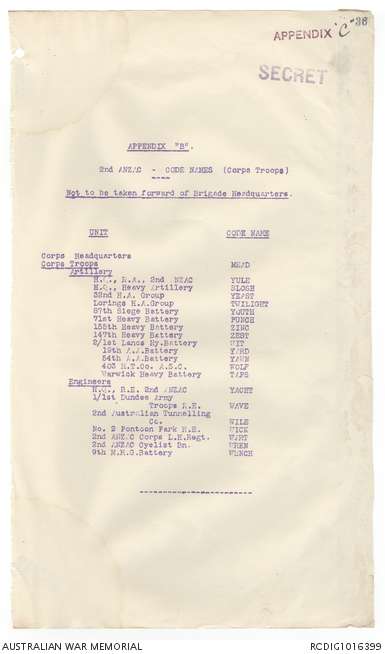 APPENDIX "C" 38
SECRET
APPENDIX "B".
2nd ANZAC - CODE NAMES (Corps Troops)
Not to be taken forward of Brigade Headquarters.
UNIT CODE NAME
Corps Headquarters
Corps Troops MEAD
Artillery
H.Q., R.A., 2nd ANZAC YULE
H.Q., Heavy Artillery SLOSH
32nd H.A. Group YEAST
Lorings H.A.Group TWILIGHT
87th Siege Battery YOUTH
71st Heavy Battery PUNCH
155th Heavy Battery ZINC
147th Heavy Battery ZEST
2/1st Lancs Hy.Battery WIT
19th A.A.Battery YARD
54th A.A.Battery YAWN
403 M.T.Co. A.S.C. WOLF
Warwick Heavy Battery TAPS
Engineers
H.Q., R.E. 2nd ANZAC YACHT
1/1st Dundee Army
Troops R.E. WAVE
2nd Australian Tunnelling
Co. WILE
No. 2 Pontoon Park R.E. WICK
2nd ANZAC Corps L.H.Regt. WART
2nd ANZAC Cyclist Bn. WREN
9th M.M.G.Battery WENCH
AUSTRALIAN WAR MEMORIAL RCDIG1016399